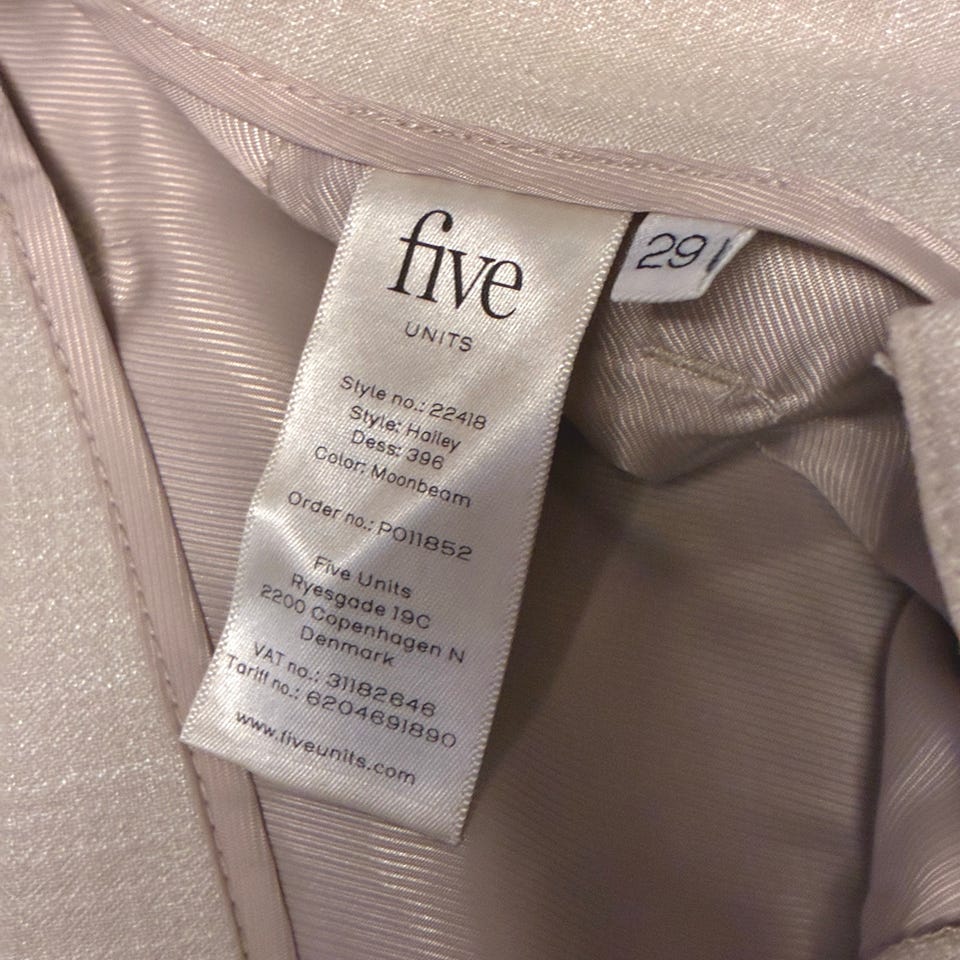 five
UNITS
Style no.: 22418
Style: Hailey
Dess: 396
Color: Moonbeam
Order no.: PO11852
Five Units
Ryesgade 19C
2200 Copenhagen N
Denmark
VAT no.: 31182646
Tariff no.: 6204691890
www.fiveunits.com
29